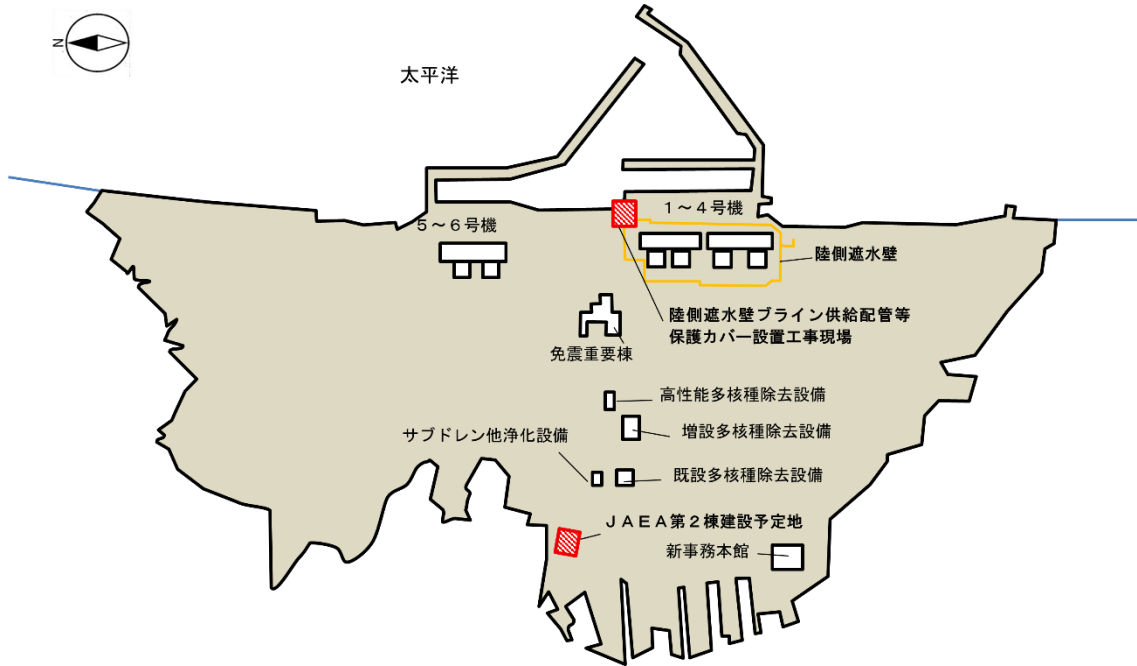 N
太平洋
１～４号機
５～６号機
陸側遮水壁
陸側遮水壁ブライン供給配管等
保護カバー設置工事現場
免震重要棟
高性能多核種除去設備
増設多核種除去設備
サブドレン他浄化設備
既設多核種除去設備
ＪＡＥＡ第２棟建設予定地
新事務本館